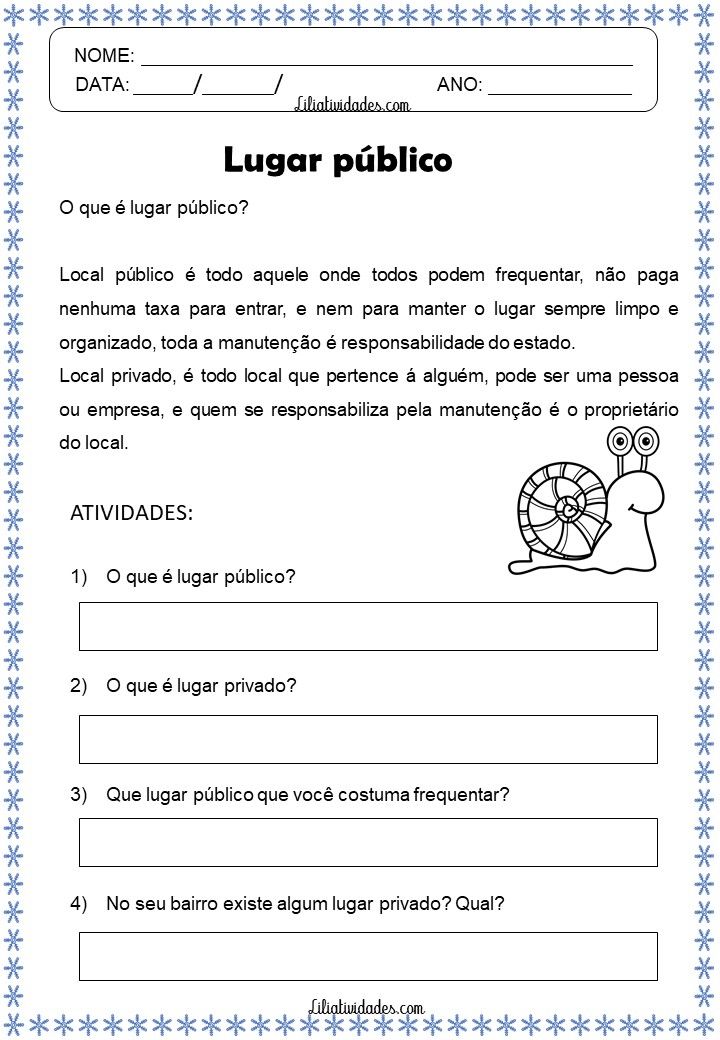 NOME: ______
DATA: ______/______/ ANO: ______
Liliatividades.com
Lugar público
O que é lugar público?
Local público é todo aquele onde todos podem frequentar, não paga
nenhuma taxa para entrar, e nem para manter o lugar sempre limpo e
organizado, toda a manutenção é responsabilidade do estado.
Local privado, é todo local que pertence á alguém, pode ser uma pessoa
ou empresa, e quem se responsabiliza pela manutenção é o proprietário
do local.
ATIVIDADES:
1) O que é lugar público?
2) O que é lugar privado?
3) Que lugar público que você costuma frequentar?
4) No seu bairro existe algum lugar privado? Qual?
Liliatividades.com